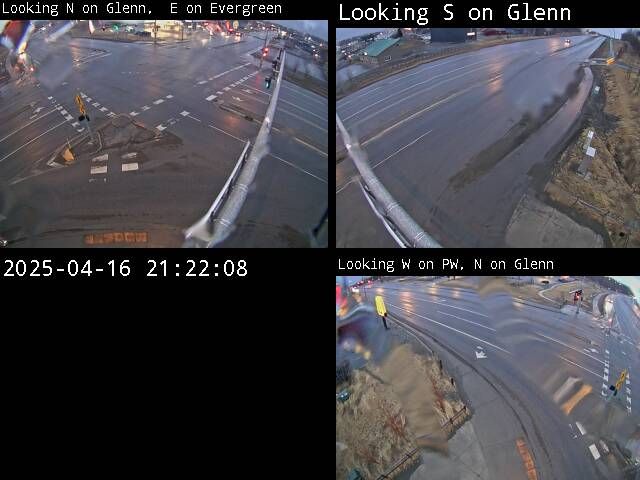 Looking N on Glenn,  E on Evergreen
Looking S on Glenn
2025-04-16 21:22:08
Looking W on PW, N on Glenn